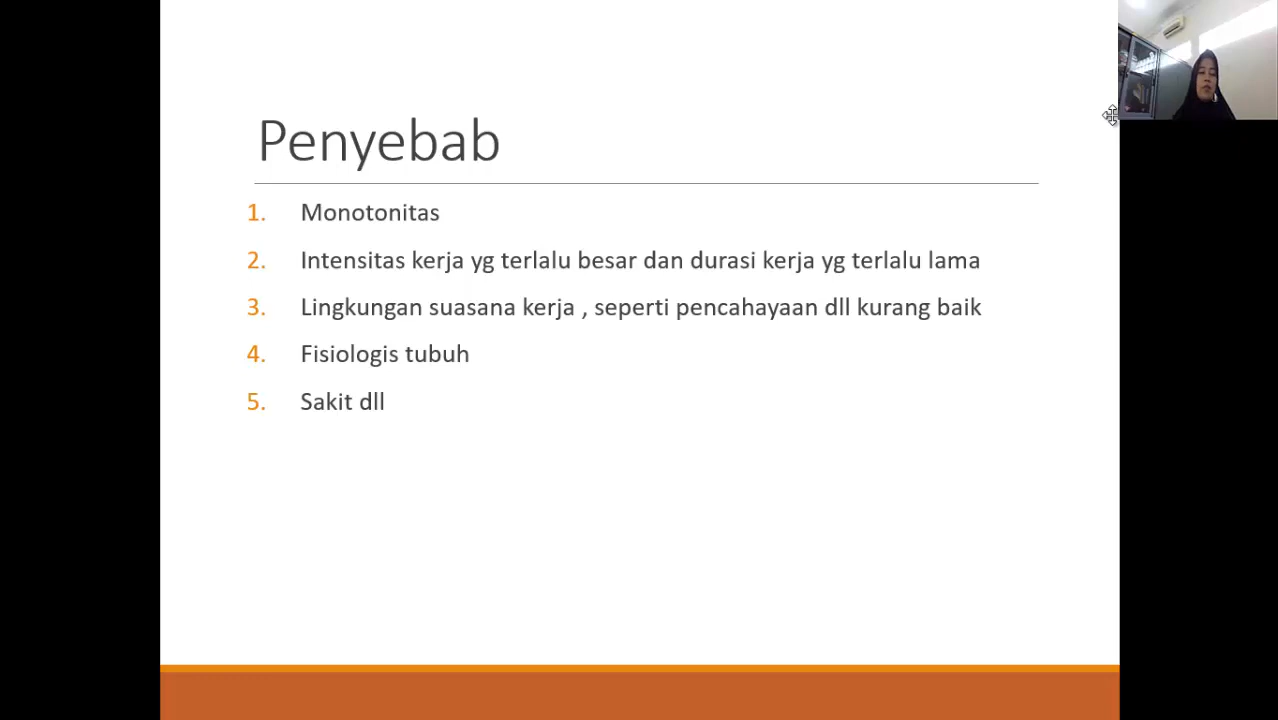 Penyebab
1. Monotonitas
2. Intensitas kerja yg terlalu besar dan durasi kerja yg terlalu lama
3. Lingkungan suasana kerja , seperti pencahayaan dll kurang baik
4. Fisiologis tubuh
5. Sakit dll